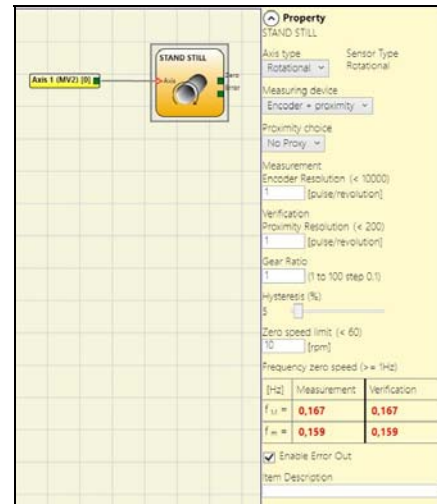 Axis 1 (MV2) [0]
STAND STILL
Axis
Zero
Error
Property
STAND STILL
Axis type Sensor Type
Rotational Rotational
Measuring device
Encoder + proximity
Proximity choice
No Proxy
Measurement
Encoder Resolution (< 10000)
1 [pulse/revolution]
Verification
Proximity Resolution (< 200)
1 [pulse/revolution]
Gear Ratio
1 (1 to 100 step 0.1)
Hysteresis (%)
5
Zero speed limit (< 60)
10 [rpm]
Frequency zero speed (>= 1Hz)
[Hz] Measurement Verification
f = 0,167 0,167
f = 0,159 0,159
Enable Error Out
Item Description